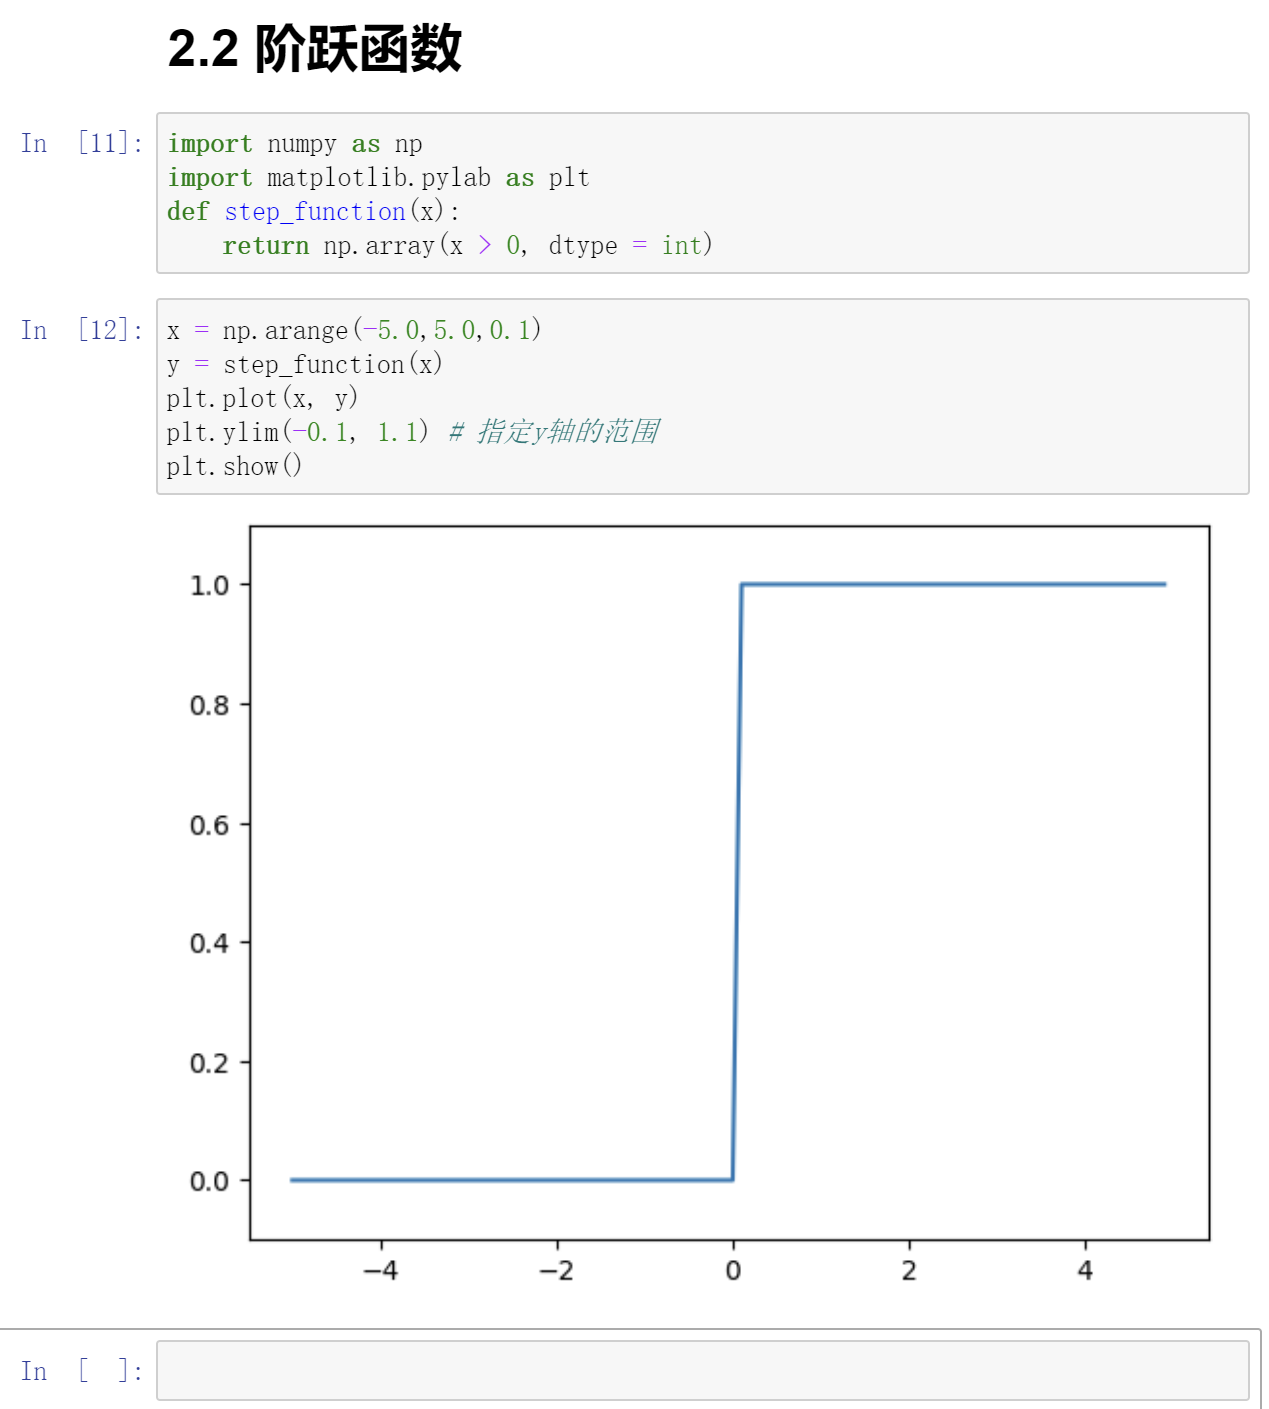 2.2 阶跃函数
In [11]:
import numpy as np
import matplotlib.pylab as plt
def step_function(x):
    return np.array(x > 0, dtype = int)
In [12]:
x = np.arange(-5.0,5.0,0.1)
y = step_function(x)
plt.plot(x, y)
plt.ylim(-0.1, 1.1) # 指定y轴的范围
plt.show()
1.0
0.8
0.6
0.4
0.2
0.0
−4 −2 0 2 4
In [ ]: